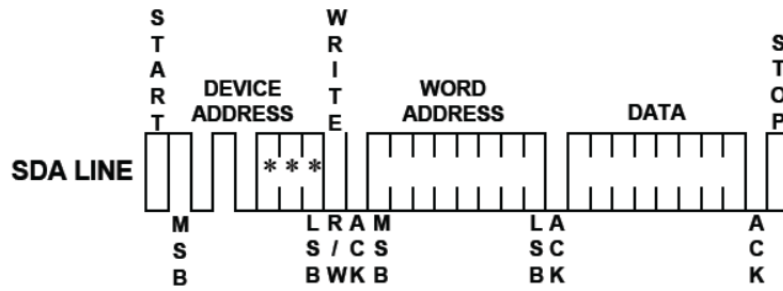 START
WRITE
STOP
DEVICE
ADDRESS
WORD
ADDRESS
DATA
SDA LINE
* * *
MSB
LSB
R/W
ACK
MSB
LSB
ACK
ACK